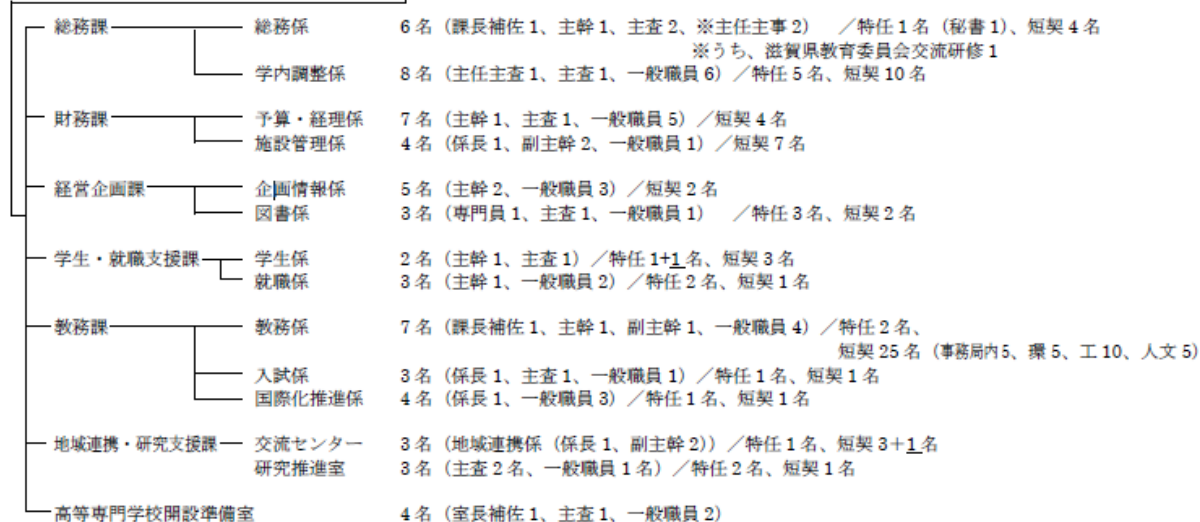 総務課 総務係 6名（課長補佐1、主幹1、主査2、※主任主事2） ／特任1名（秘書1）、短契4名
※うち、滋賀県教育委員会交流研修1
学内調整係 8名（主任主査1、主査1、一般職員6）／特任5名、短契10名
財務課 予算・経理係 7名（主幹1、主査1、一般職員5）／短契4名
施設管理係 4名（係長1、副主幹2、一般職員1）／短契7名
経営企画課 企画情報係 5名（主幹2、一般職員3）／短契2名
図書係 3名（専門員1、主査1、一般職員1） ／特任3名、短契2名
学生・就職支援課 学生係 2名（主幹1、主査1）／特任1+1名、短契3名
就職係 3名（主幹1、一般職員2）／特任2名、短契1名
教務課 教務係 7名（課長補佐1、主幹1、副主幹1、一般職員4）／特任2名、
短契25名（事務局内5、環5、工10、人文5）
入試係 3名（係長1、主査1、一般職員1）／特任1名、短契1名
国際化推進係 4名（係長1、一般職員3）／特任1名、短契1名
地域連携・研究支援課 交流センター 3名（地域連携係（係長1、副主幹2））／特任1名、短契3＋1名
研究推進室 3名（主査2名、一般職員1名）／特任2名、短契1名
高等専門学校開設準備室 4名（室長補佐1、主査1、一般職員2）